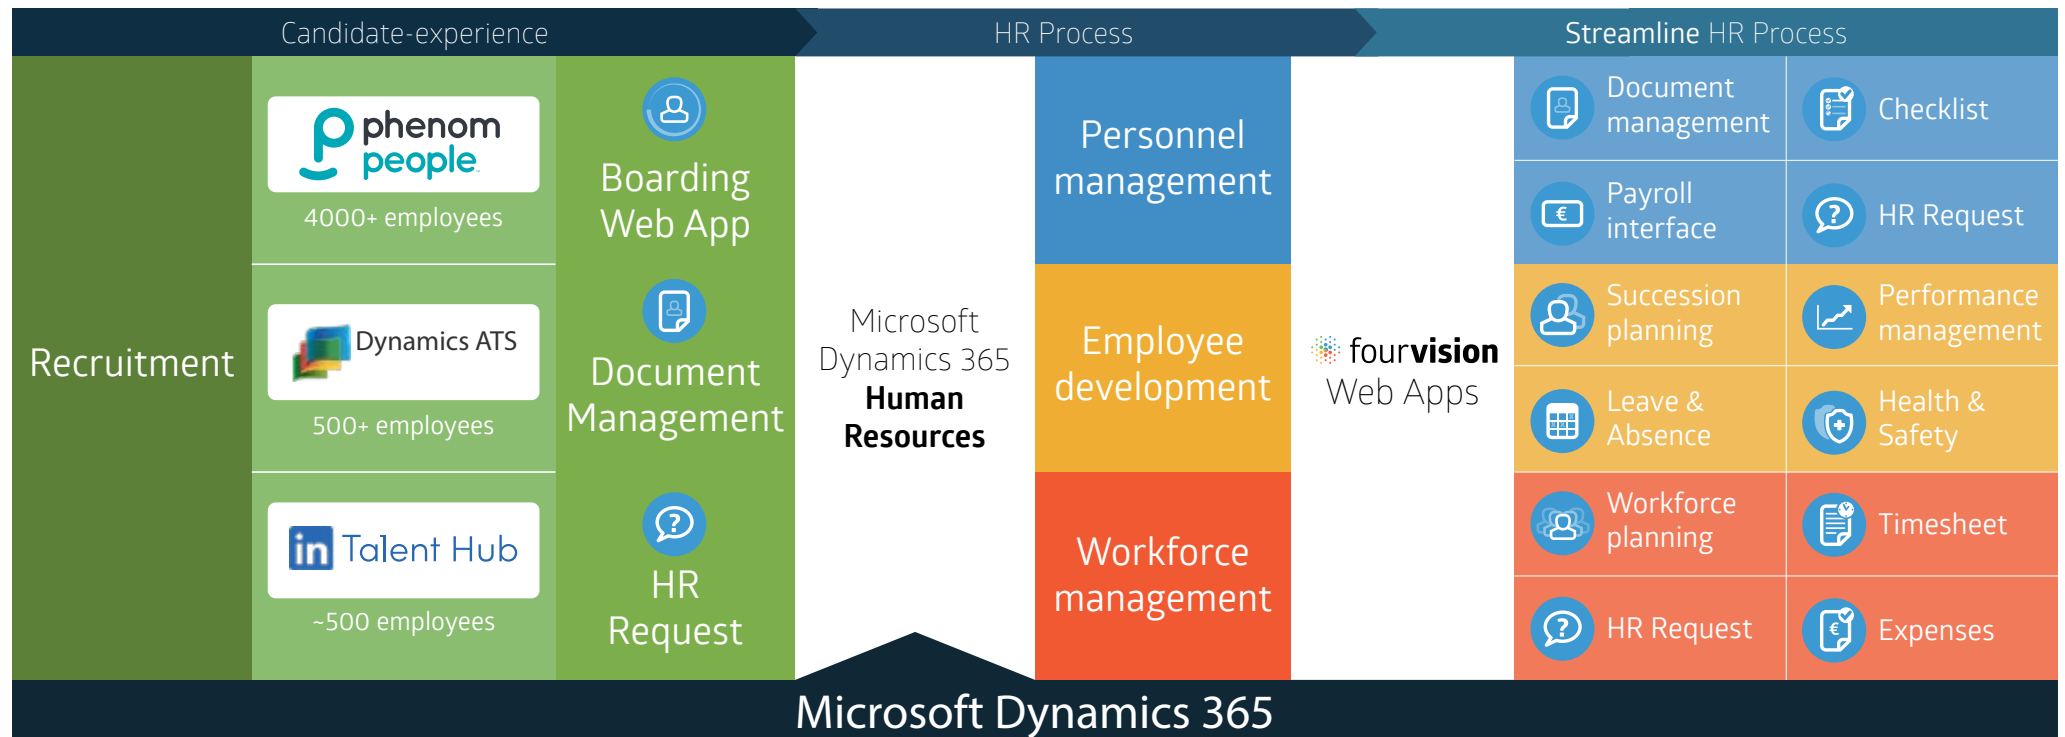 Candidate-experience
HR Process
Streamline HR Process
Recruitment
phenom
people
4000+ employees
Dynamics ATS
500+ employees
in Talent Hub
~500 employees
Boarding
Web App
Document
Management
HR
Request
Microsoft
Dynamics 365
Human
Resources
Personnel
management
Employee
development
Workforce
management
fourvision
Web Apps
Document
management
Checklist
Payroll
interface
HR Request
Succession
planning
Performance
management
Leave &
Absence
Health &
Safety
Workforce
planning
Timesheet
HR Request
Expenses
Microsoft Dynamics 365